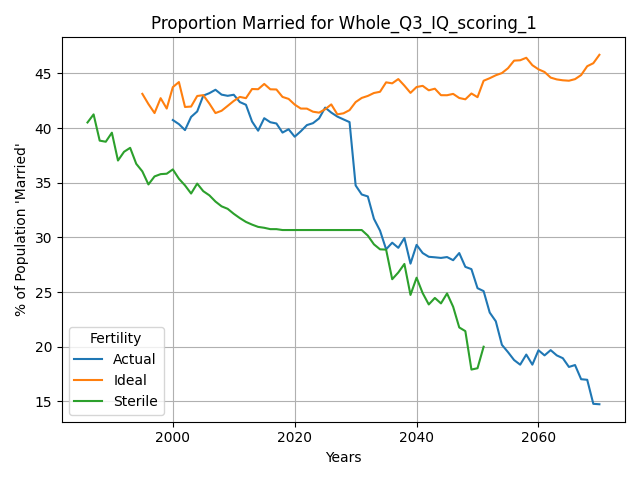 Proportion Married for Whole_Q3_IQ_scoring_1
% of Population 'Married'
45
40
35
30
25
20
15
Fertility
Actual
Ideal
Sterile
2000 2020 2040 2060
Years